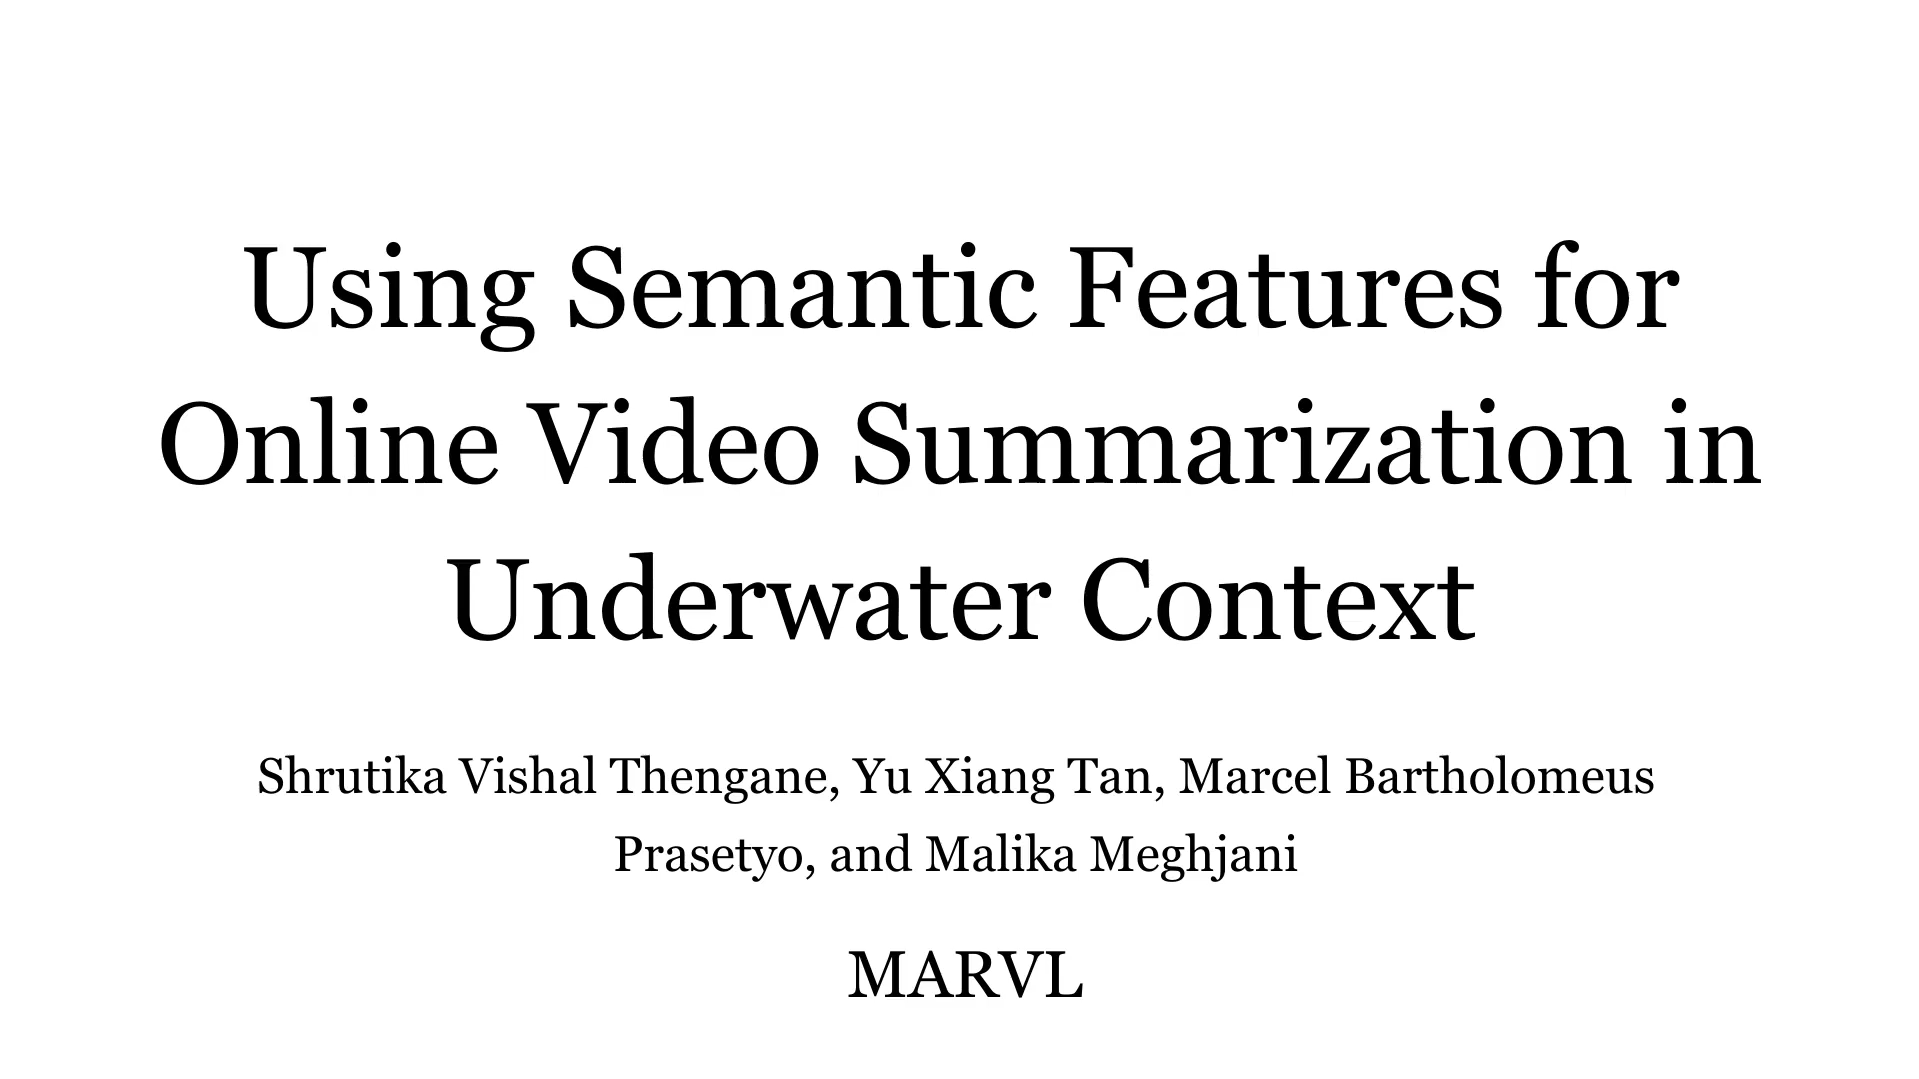 Using Semantic Features for
Online Video Summarization in
Underwater Context
Shrutika Vishal Thengane, Yu Xiang Tan, Marcel Bartholomeus
Prasetyo, and Malika Meghjani
MARVL